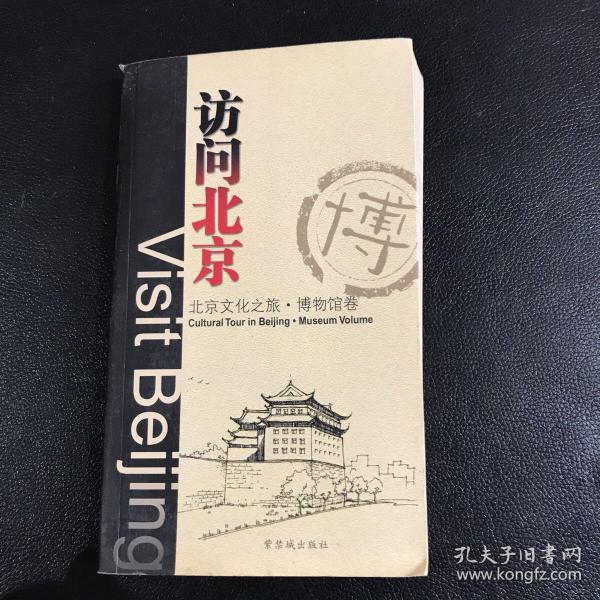 访问北京
Visit Beijing
博
北京文化之旅·博物馆卷
Cultural Tour in Beijing • Museum Volume
紫禁城出版社
孔夫子旧书网
www.kongfz.com